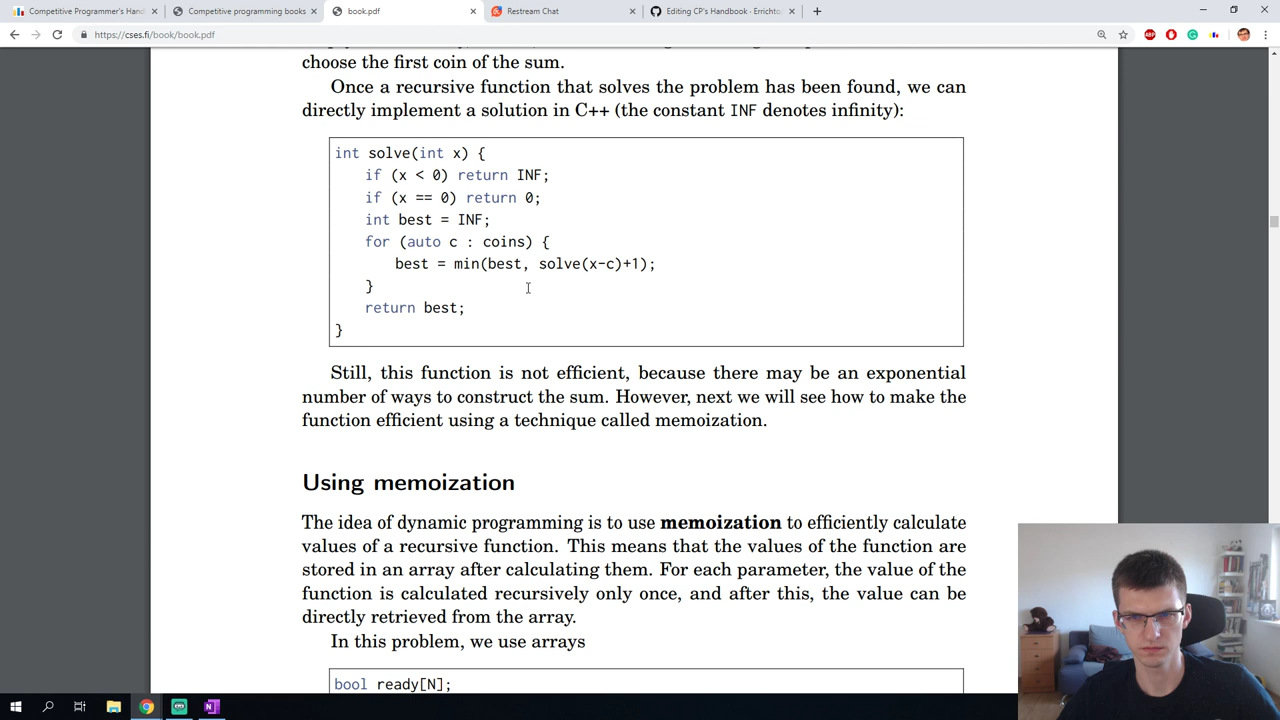 Competitive Programmer's Hand
Competitive programming books
book.pdf
Restream Chat
Editing CP's Handbook · Erricht
https://cses.fi/book/book.pdf
choose the first coin of the sum.
Once a recursive function that solves the problem has been found, we can
directly implement a solution in C++ (the constant INF denotes infinity):
int solve(int x) {
if (x < 0) return INF;
if (x == 0) return 0;
int best = INF;
for (auto c : coins) {
best = min(best, solve(x-c)+1);
}
return best;
}
Still, this function is not efficient, because there may be an exponential
number of ways to construct the sum. However, next we will see how to make the
function efficient using a technique called memoization.
Using memoization
The idea of dynamic programming is to use memoization to efficiently calculate
values of a recursive function. This means that the values of the function are
stored in an array after calculating them. For each parameter, the value of the
function is calculated recursively only once, and after this, the value can be
directly retrieved from the array.
In this problem, we use arrays
bool ready[N];